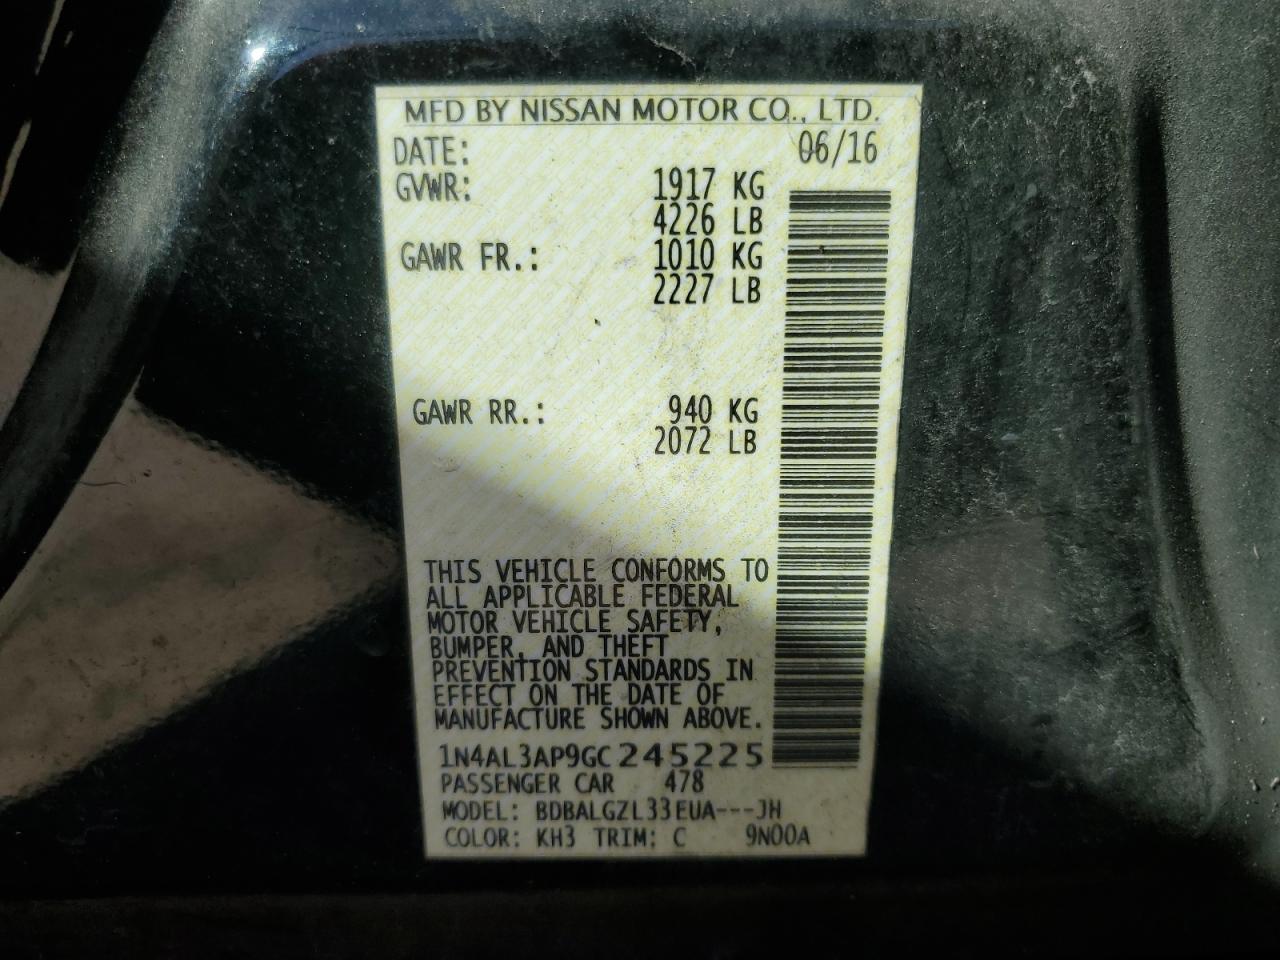 MFD BY NISSAN MOTOR CO., LTD.
DATE: 06/16
GVWR: 1917 KG
4226 LB
GAWR FR.: 1010 KG
2227 LB
GAWR RR.: 940 KG
2072 LB
THIS VEHICLE CONFORMS TO
ALL APPLICABLE FEDERAL
MOTOR VEHICLE SAFETY,
BUMPER, AND THEFT
PREVENTION STANDARDS IN
EFFECT ON THE DATE OF
MANUFACTURE SHOWN ABOVE.
1N4AL3AP9GC245225
PASSENGER CAR 478
MODEL: BDBALGZL33EUA---JH
COLOR: KH3 TRIM: C 9N00A